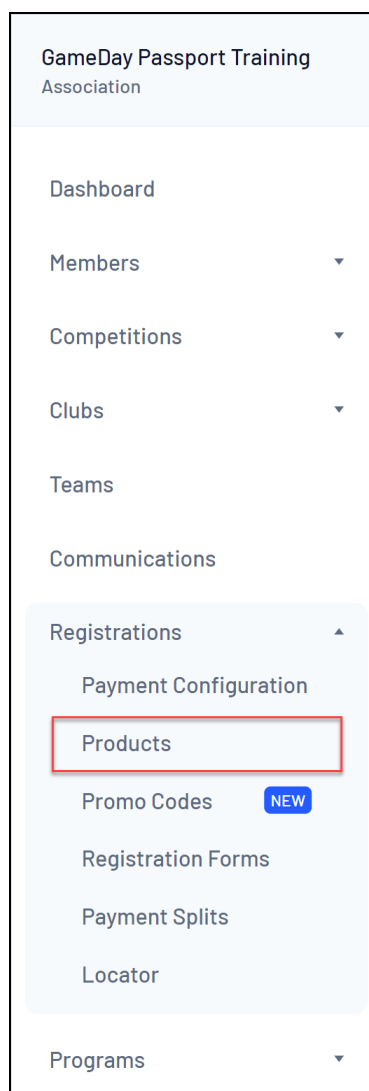 GameDay Passport Training
Association
Dashboard
Members
Competitions
Clubs
Teams
Communications
Registrations
Payment Configuration
Products
Promo Codes NEW
Registration Forms
Payment Splits
Locator
Programs